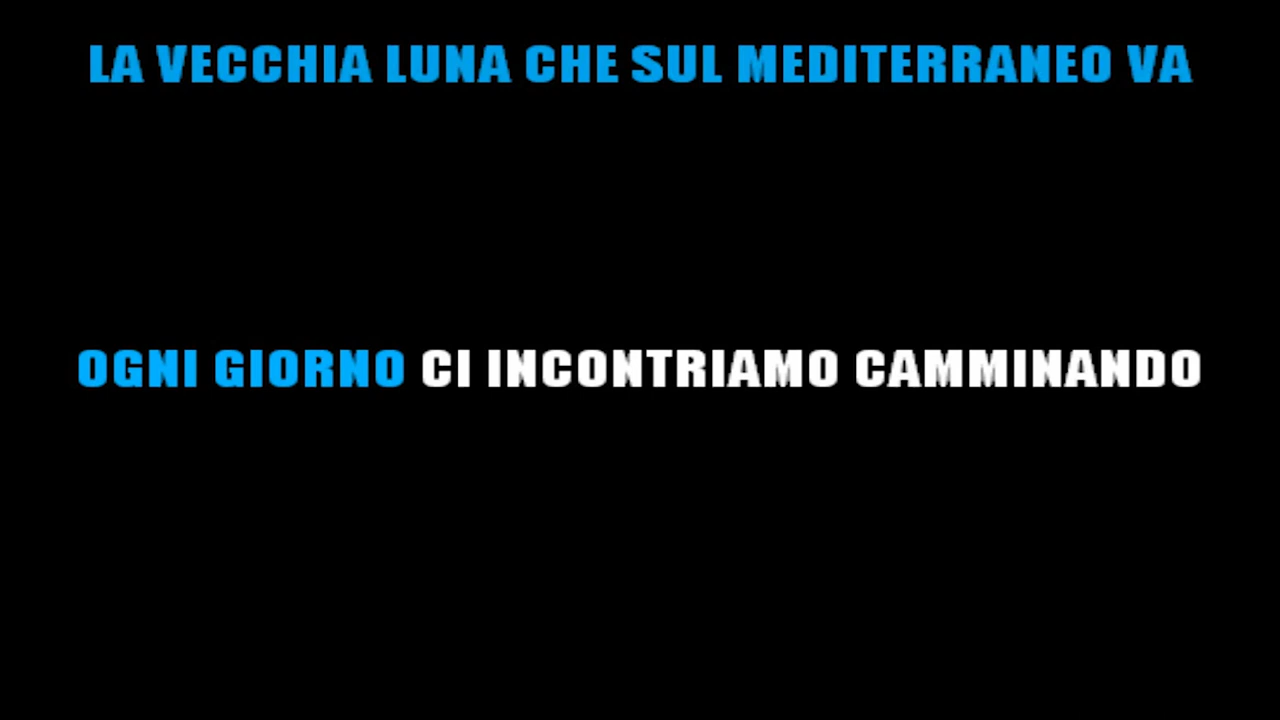 LA VECCHIA LUNA CHE SUL MEDITERRANEO VA
OGNI GIORNO CI INCONTRIAMO CAMMINANDO